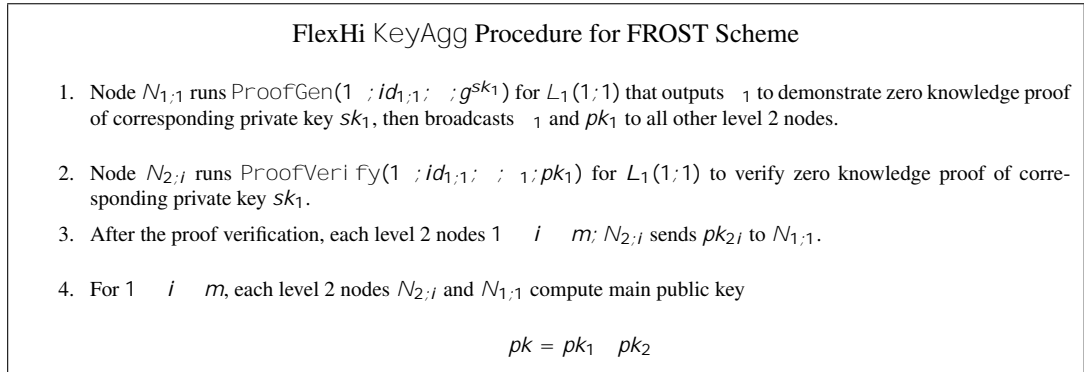 FlexHi KeyAgg Procedure for FROST Scheme
1. Node N1;1 runs ProofGen(1 ; id1;1; ; g^sk1) for L1(1;1) that outputs 1 to demonstrate zero knowledge proof
of corresponding private key sk1, then broadcasts 1 and pk1 to all other level 2 nodes.
2. Node N2;i runs ProofVerify(1 ; id1;1; ; 1; pk1) for L1(1;1) to verify zero knowledge proof of corre-
sponding private key sk1.
3. After the proof verification, each level 2 nodes 1 i m; N2;i sends pk2i to N1;1.
4. For 1 i m, each level 2 nodes N2;i and N1;1 compute main public key
pk = pk1 pk2